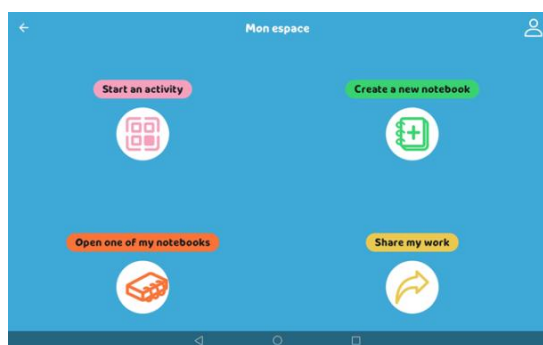 Mon espace
Start an activity
Create a new notebook
Open one of my notebooks
Share my work